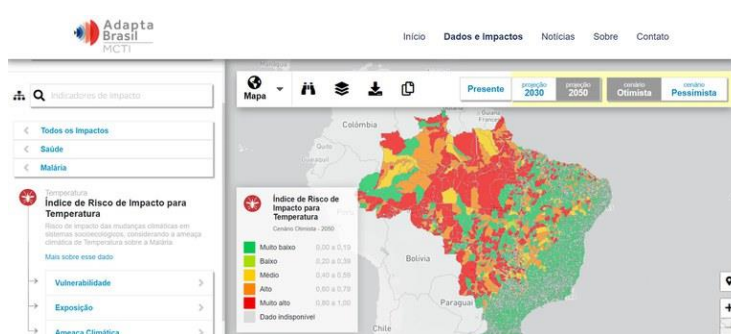 Adapta
Brasil
MCTI
Início
Dados e impactos
Notícias
Sobre
Contato
Indicadores de impacto
Mapa
Presente
projeção
2030
projeção
2050
cenário
Otimista
cenário
Pessimista
Todos os Impactos
Saúde
Malária
Temperatura
Índice de Risco de Impacto para
Temperatura
Risco de impacto das mudanças climáticas em
sistemas socioecológicos, considerando a ameaça
climática de Temperatura sobre a Malária
Mais sobre esse dado
Vulnerabilidade
Exposição
Ameaça Climática
Colômbia
Quito
Bolívia
Paraguai
Chile
Índice de Risco de
Impacto para
Temperatura
Cenário Otimista - 2050
Muito baixo 0,00 a 0,19
Baixo 0,20 a 0,39
Médio 0,40 a 0,59
Alto 0,60 a 0,79
Muito alto 0,80 a 1,00
Dado indisponível